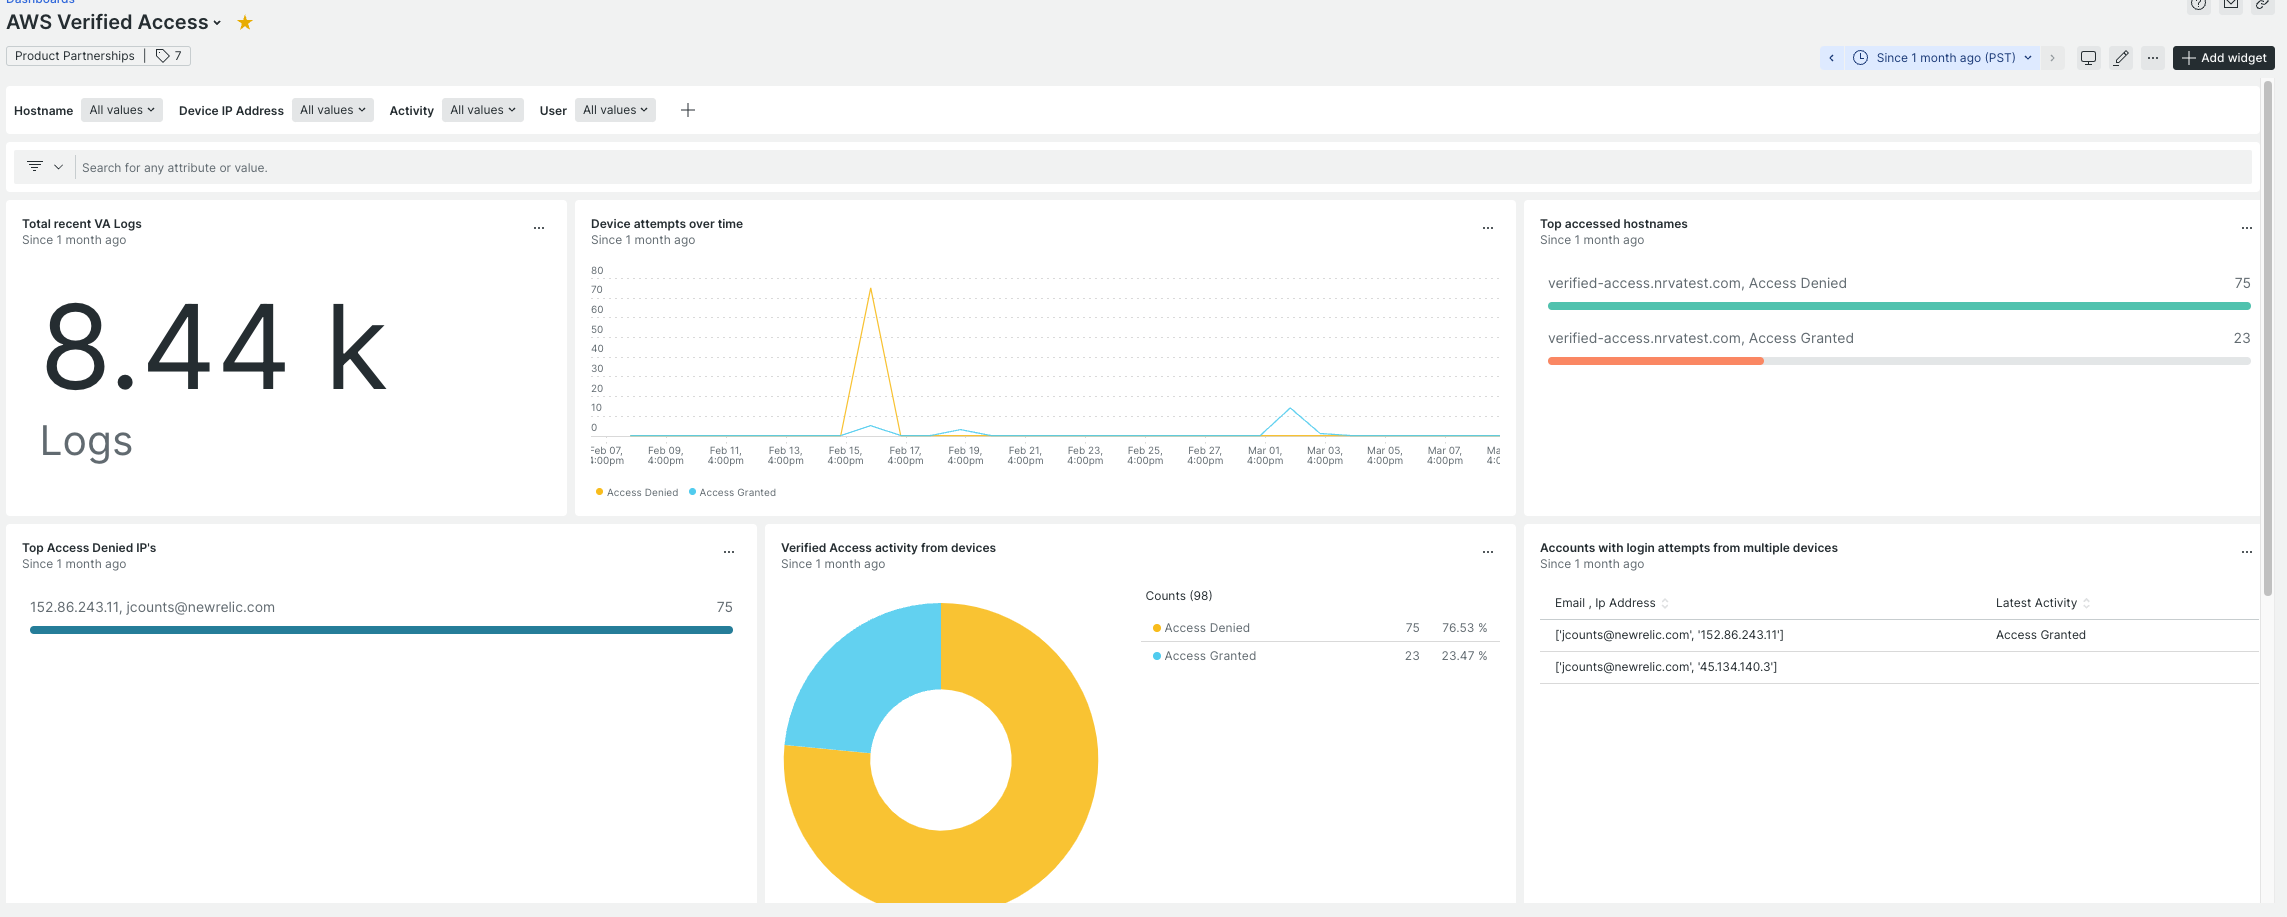 Dashboards
AWS Verified Access
Product Partnerships | 7
Since 1 month ago (PST)
Add widget
Hostname All values Device IP Address All values Activity All values User All values
Search for any attribute or value.
Total recent VA Logs
Since 1 month ago
8.44 k
Logs
Device attempts over time
Since 1 month ago
80
70
60
50
40
30
20
10
0
Feb 07, Feb 09, Feb 11, Feb 13, Feb 15, Feb 17, Feb 19, Feb 21, Feb 23, Feb 25, Feb 27, Mar 01, Mar 03, Mar 05, Mar 07, Ma
4:00pm 4:00pm 4:00pm 4:00pm 4:00pm 4:00pm 4:00pm 4:00pm 4:00pm 4:00pm 4:00pm 4:00pm 4:00pm 4:00pm 4:00pm 4:0
Access Denied Access Granted
Top accessed hostnames
Since 1 month ago
verified-access.nrvatest.com, Access Denied 75
verified-access.nrvatest.com, Access Granted 23
Top Access Denied IP's
Since 1 month ago
152.86.243.11, jcounts@newrelic.com 75
Verified Access activity from devices
Since 1 month ago
Counts (98)
Access Denied 75 76.53 %
Access Granted 23 23.47 %
Accounts with login attempts from multiple devices
Since 1 month ago
Email , Ip Address Latest Activity
['jcounts@newrelic.com', '152.86.243.11'] Access Granted
['jcounts@newrelic.com', '45.134.140.3']